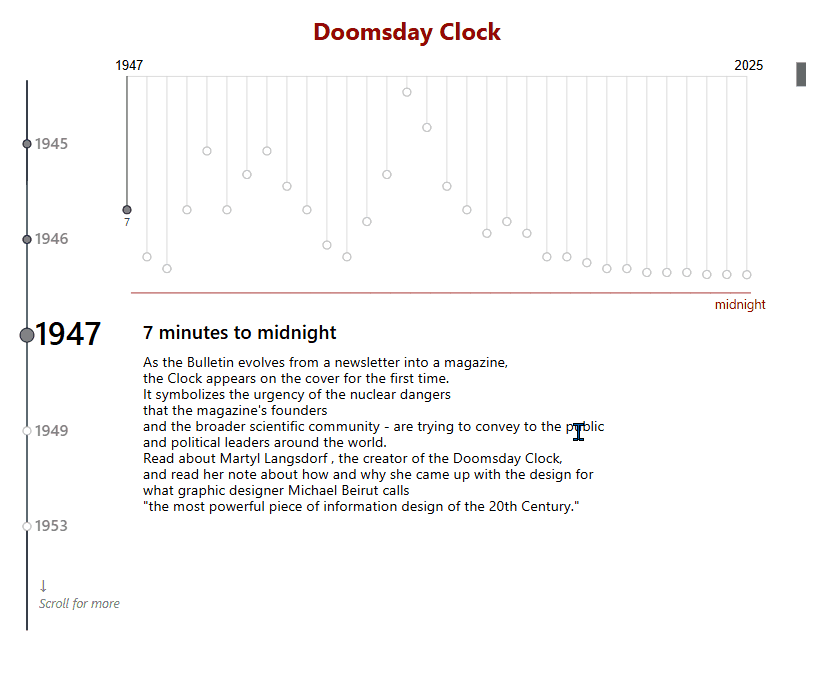 Doomsday Clock
1947
2025
7
midnight
1945
1946
1947
1949
1953
7 minutes to midnight
As the Bulletin evolves from a newsletter into a magazine,
the Clock appears on the cover for the first time.
It symbolizes the urgency of the nuclear dangers
that the magazine's founders
and the broader scientific community - are trying to convey to the public
and political leaders around the world.
Read about Martyl Langsdorf , the creator of the Doomsday Clock,
and read her note about how and why she came up with the design for
what graphic designer Michael Beirut calls
"the most powerful piece of information design of the 20th Century."
↓
Scroll for more